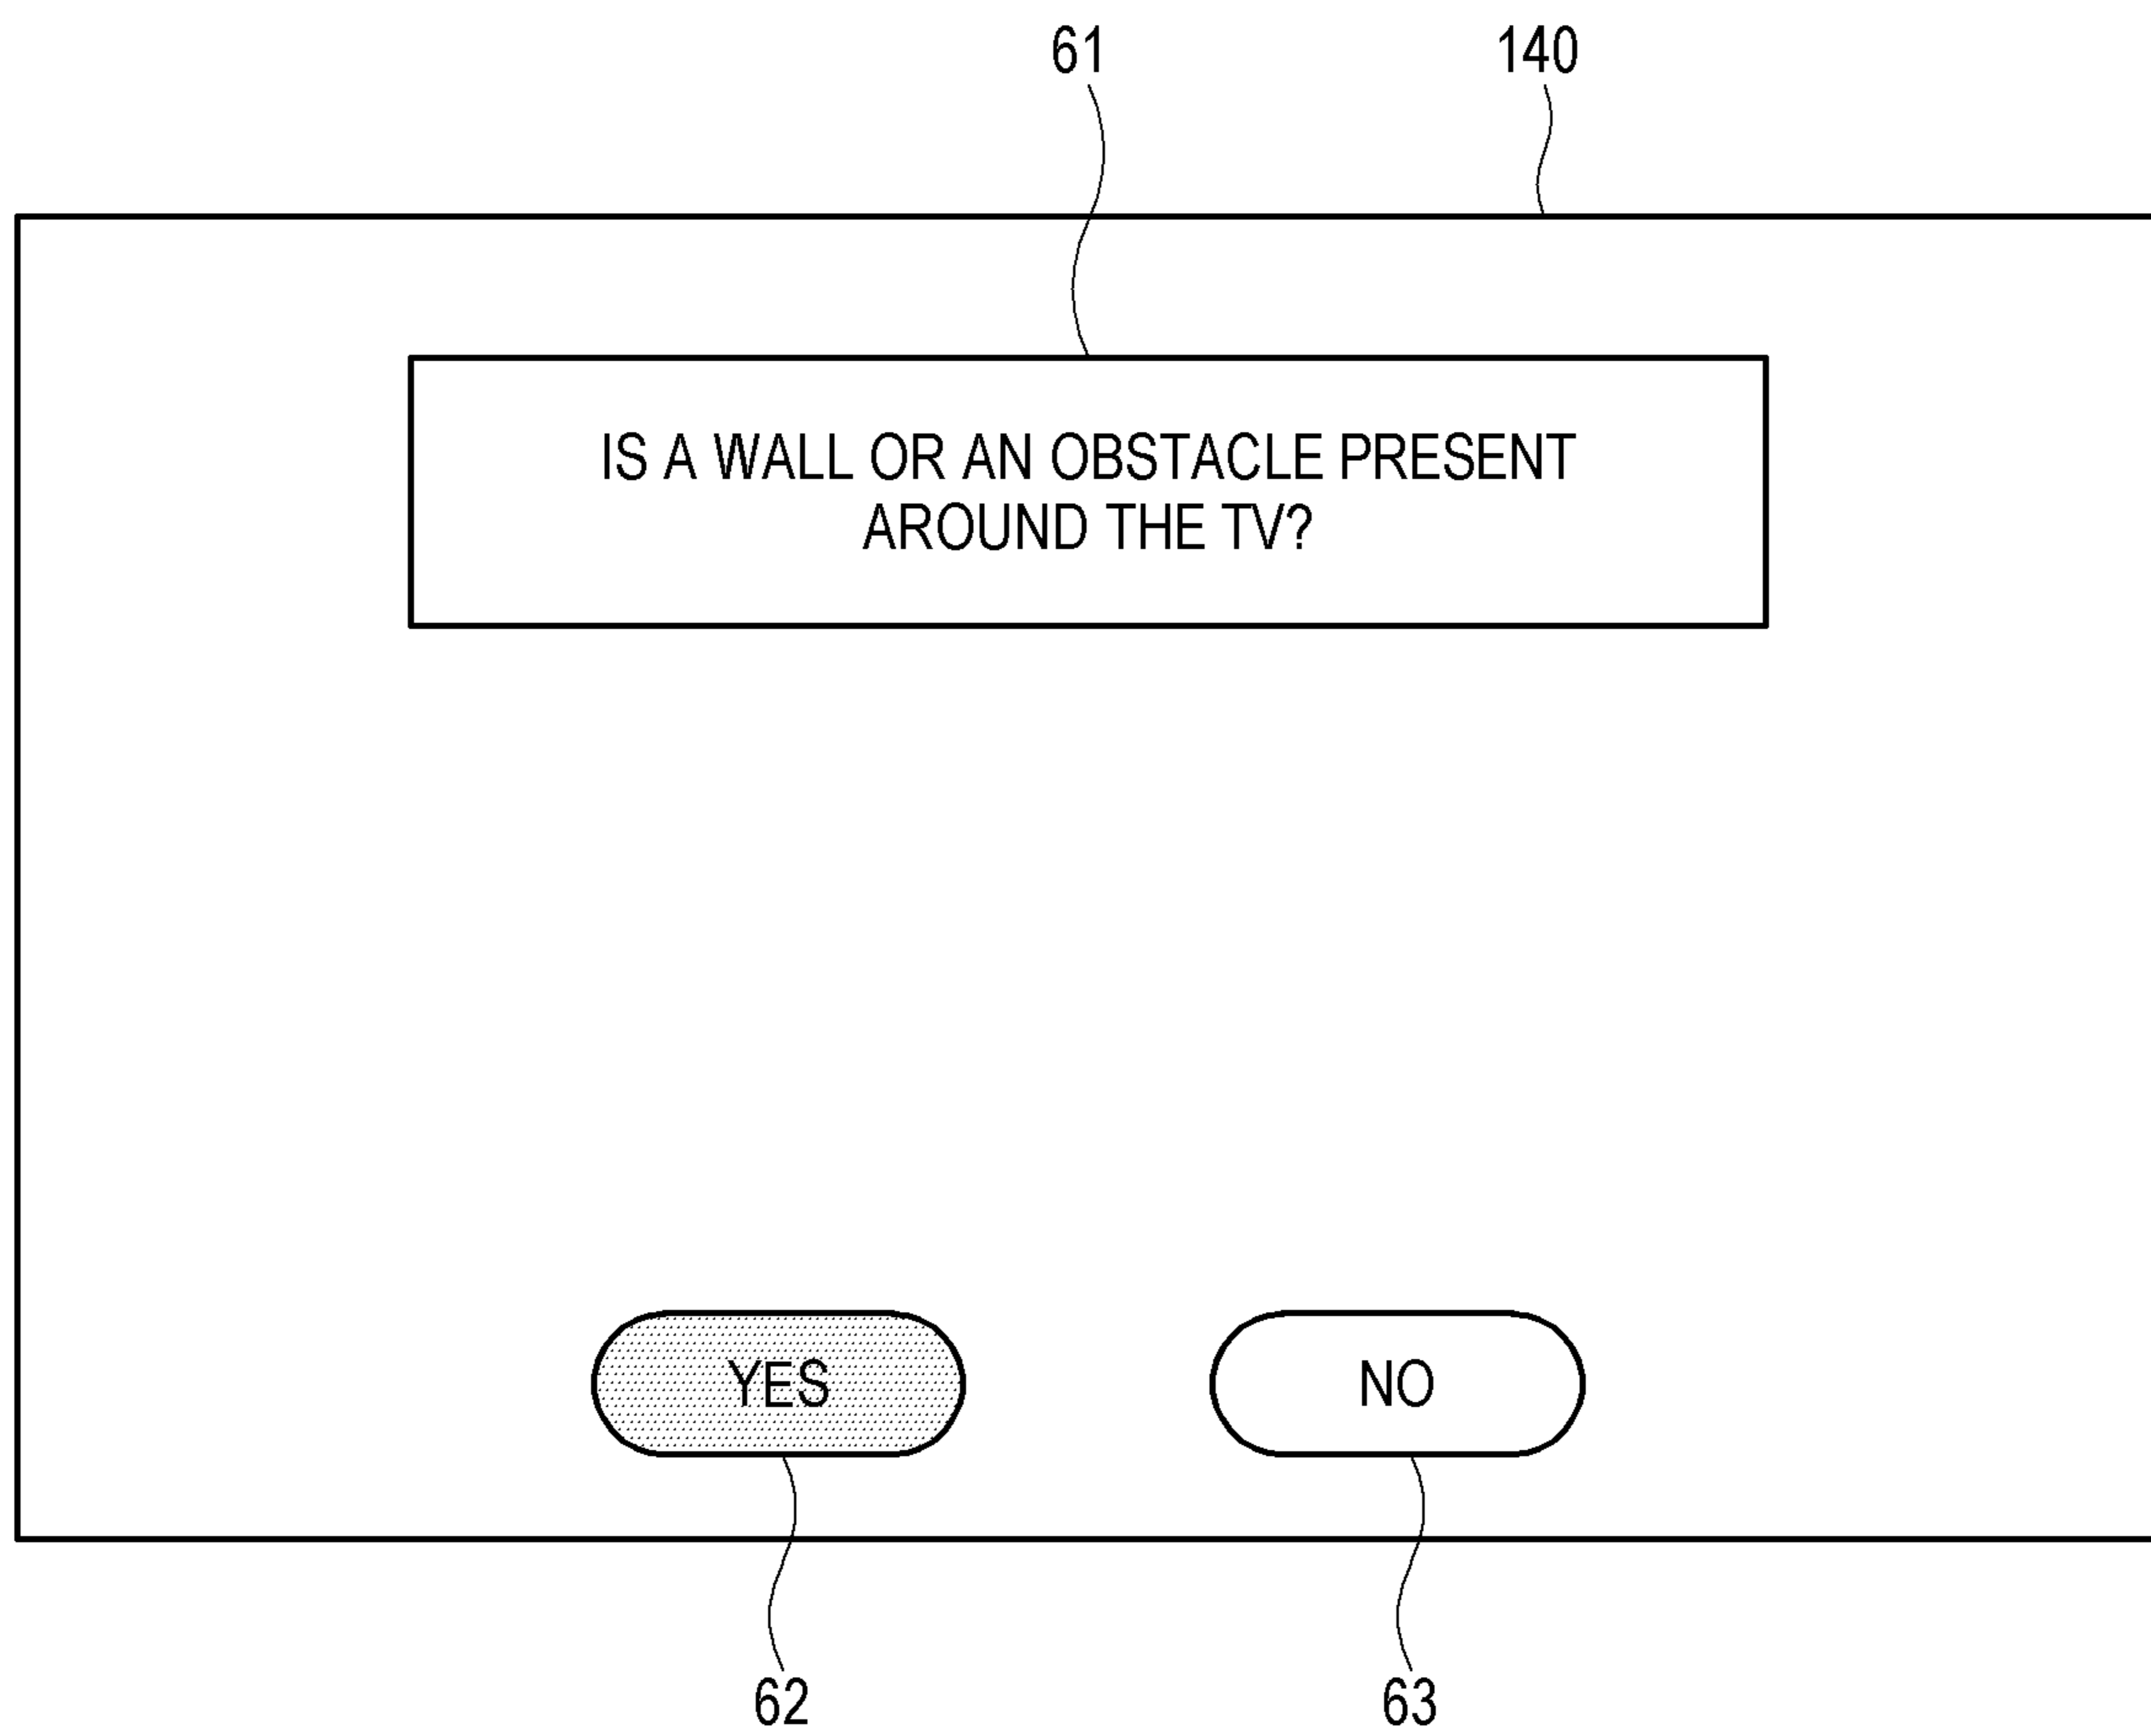 61
140
IS A WALL OR AN OBSTACLE PRESENT
AROUND THE TV?
YES
NO
62
63